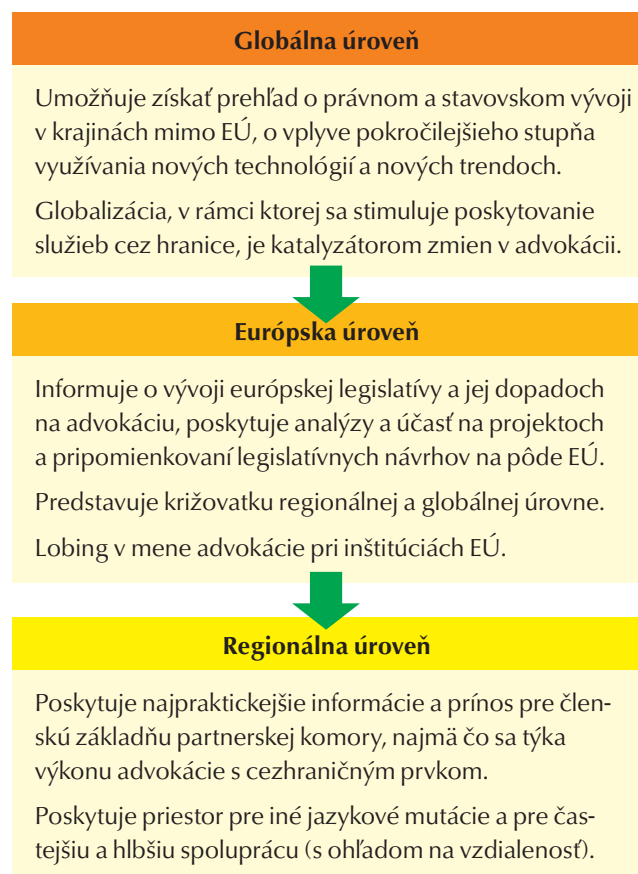 Globálna úroveň
Umožňuje získať prehľad o právnom a stavovskom vývoji
v krajinách mimo EÚ, o vplyve pokročilejšieho stupňa
využívania nových technológií a nových trendoch.
Globalizácia, v rámci ktorej sa stimuluje poskytovanie
služieb cez hranice, je katalyzátorom zmien v advokácii.
Európska úroveň
Informuje o vývoji európskej legislatívy a jej dopadoch
na advokáciu, poskytuje analýzy a účasť na projektoch
a pripomienkovaní legislatívnych návrhov na pôde EÚ.
Predstavuje križovatku regionálnej a globálnej úrovne.
Lobing v mene advokácie pri inštitúciách EÚ.
Regionálna úroveň
Poskytuje najpraktickejšie informácie a prínos pre člen-
skú základňu partnerskej komory, najmä čo sa týka
výkonu advokácie s cezhraničným prvkom.
Poskytuje priestor pre iné jazykové mutácie a pre čas-
tejšiu a hlbšiu spoluprácu (s ohľadom na vzdialenosť).